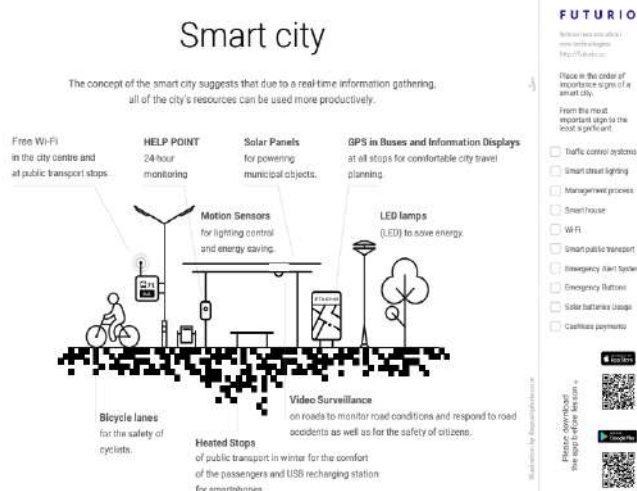 Smart city
The concept of the smart city suggests that due to a real-time information gathering,
all of the city's resources can be used more productively.
Free Wi-Fi
in the city centre and
at public transport stops.
HELP POINT
24-hour
monitoring
Solar Panels
for powering
municipal objects.
GPS in Buses and Information Displays
at all stops for comfortable city travel
planning.
Motion Sensors
for lighting control
and energy saving.
LED lamps
(LED) to save energy.
Bicycle lanes
for the safety of
cyclists.
Heated Stops
of public transport in winter for the comfort
of the passengers and USB recharging station
for smartphones.
Video Surveillance
on roads to monitor road conditions and respond to road
accidents as well as for the safety of citizens.
FUTURIO
Place in the order of
importance signs of a
smart city.
From the most
important sign to the
least significant.
Traffic control systems
Smart street lighting
Management process
Smart house
Wi-Fi
Smart public transport
Emergency Alert System
Emergency Buttons
Solar batteries usage
Cashless payments
Please download
the app before lesson
App Store
Google Play